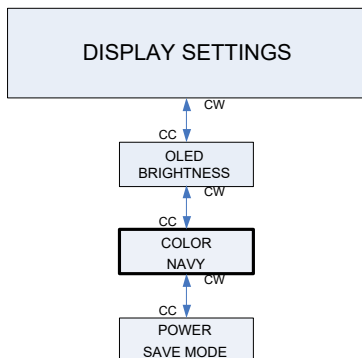 DISPLAY SETTINGS
CW
CC
OLED
BRIGHTNESS
CW
CC
COLOR
NAVY
CW
CC
POWER
SAVE MODE